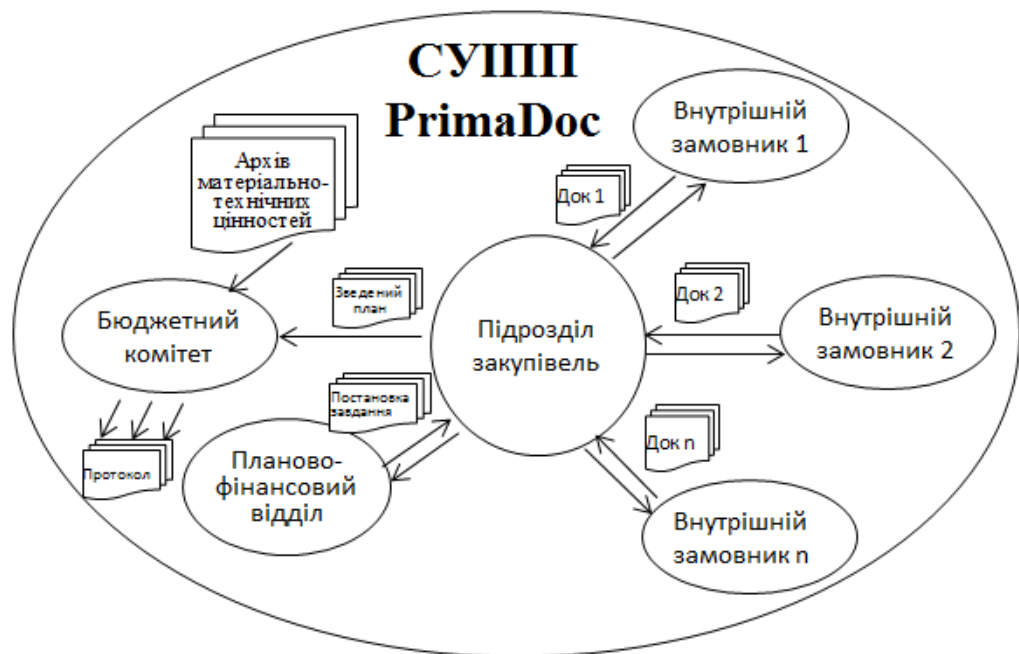 СУІПП
PrimaDoc
Внутрішній
замовник 1
Архів
матеріально-
технічних
цінностей
Док 1
Зведений
план
Док 2
Бюджетний
комітет
Підрозділ
закупівель
Внутрішній
замовник 2
Постановка
завдання
Док n
Протокол
Планово-
фінансовий
відділ
Внутрішній
замовник n